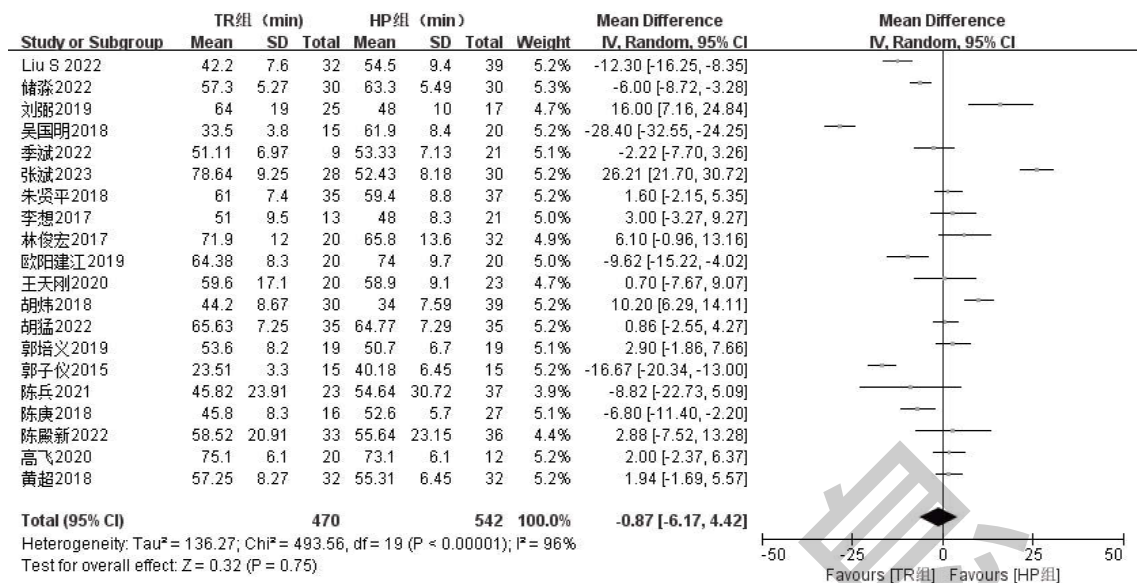 TR组（min） HP组（min） Mean Difference Mean Difference
Study or Subgroup Mean SD Total Mean SD Total Weight IV, Random, 95% CI IV, Random, 95% CI
Liu S 2022 42.2 7.6 32 54.5 9.4 39 5.2% -12.30 [-16.25, -8.35]
储淼2022 57.3 5.27 30 63.3 5.49 30 5.3% -6.00 [-8.72, -3.28]
刘弼2019 64 19 25 48 10 17 4.7% 16.00 [7.16, 24.84]
吴国明2018 33.5 3.8 15 61.9 8.4 20 5.2% -28.40 [-32.55, -24.25]
季斌2022 51.11 6.97 9 53.33 7.13 21 5.1% -2.22 [-7.70, 3.26]
张斌2023 78.64 9.25 28 52.43 8.18 30 5.2% 26.21 [21.70, 30.72]
朱贤平2018 61 7.4 35 59.4 8.8 37 5.2% 1.60 [-2.15, 5.35]
李想2017 51 9.5 13 48 8.3 21 5.0% 3.00 [-3.27, 9.27]
林俊宏2017 71.9 12 20 65.8 13.6 32 4.9% 6.10 [-0.96, 13.16]
欧阳建江2019 64.38 8.3 20 74 9.7 20 5.1% -9.62 [-15.22, -4.02]
王天刚2020 59.6 17.1 20 58.9 9.1 23 4.8% 0.70 [-7.67, 9.07]
胡炜2018 44.2 8.67 30 34 7.59 39 5.2% 10.20 [6.29, 14.11]
胡猛2022 65.63 7.25 35 64.77 7.29 35 5.2% 0.86 [-2.55, 4.27]
郭培义2019 53.6 8.2 19 50.7 6.7 19 5.1% 2.90 [-1.86, 7.66]
郭子仪2015 23.51 3.3 15 40.18 6.45 15 5.2% -16.67 [-20.34, -13.00]
陈兵2021 45.82 23.91 23 54.64 30.72 37 3.9% -8.82 [-22.73, 5.09]
陈庚2018 45.8 8.3 16 52.6 5.7 27 5.2% -6.80 [-11.40, -2.20]
陈殿新2022 58.52 20.91 33 55.64 23.15 36 4.4% 2.88 [-7.52, 13.28]
高飞2020 75.1 6.1 20 73.1 6.1 12 5.2% 2.00 [-2.37, 6.37]
黄超2018 57.25 8.27 32 55.31 6.45 32 5.2% 1.94 [-1.69, 5.57]
Total (95% CI) 470 542 100.0% -0.87 [-6.17, 4.42]
Heterogeneity: Tau² = 136.27; Chi² = 493.56, df = 19 (P < 0.00001); I² = 96%
Test for overall effect: Z = 0.32 (P = 0.75)
-50 -25 0 25 50
Favours [TR组] Favours [HP组]